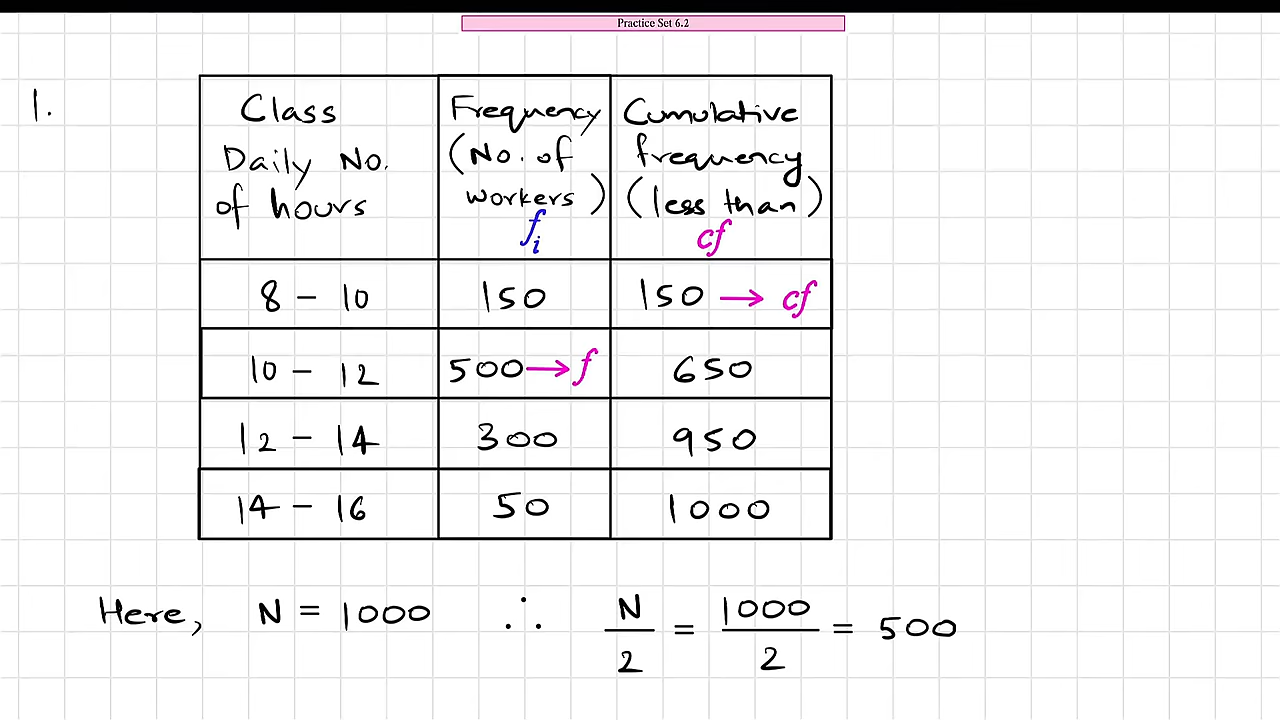 Practice Set 6.2
1.
Class
Daily No.
of hours
Frequency
(No. of
workers)
fi
Cumulative
frequency
(less than)
cf
8 – 10 150 150 → cf
10 – 12 500 → f 650
12 – 14 300 950
14 – 16 50 1000
Here, N = 1000 ∴ N/2 = 1000/2 = 500